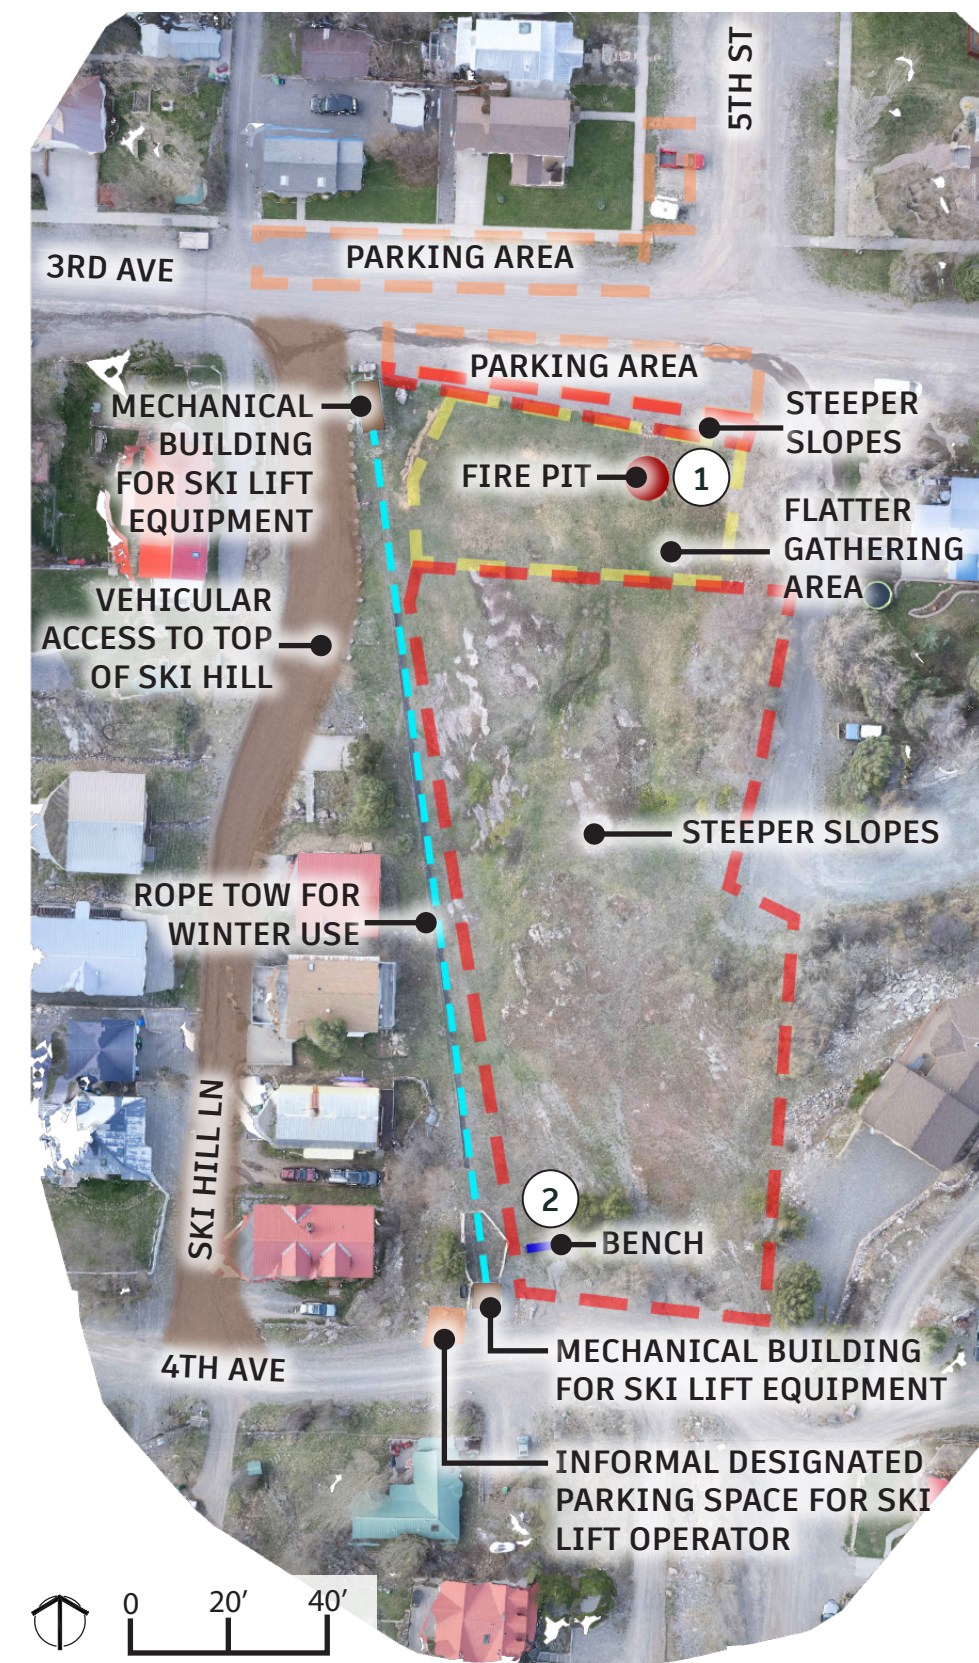 5TH ST
3RD AVE
PARKING AREA
PARKING AREA
MECHANICAL
BUILDING
FOR SKI LIFT
EQUIPMENT
STEEPER
SLOPES
FIRE PIT
1
FLATTER
GATHERING
AREA
VEHICULAR
ACCESS TO TOP
OF SKI HILL
STEEPER SLOPES
ROPE TOW FOR
WINTER USE
SKI HILL LN
2
BENCH
4TH AVE
MECHANICAL BUILDING
FOR SKI LIFT EQUIPMENT
INFORMAL DESIGNATED
PARKING SPACE FOR SKI
LIFT OPERATOR
0 20' 40'